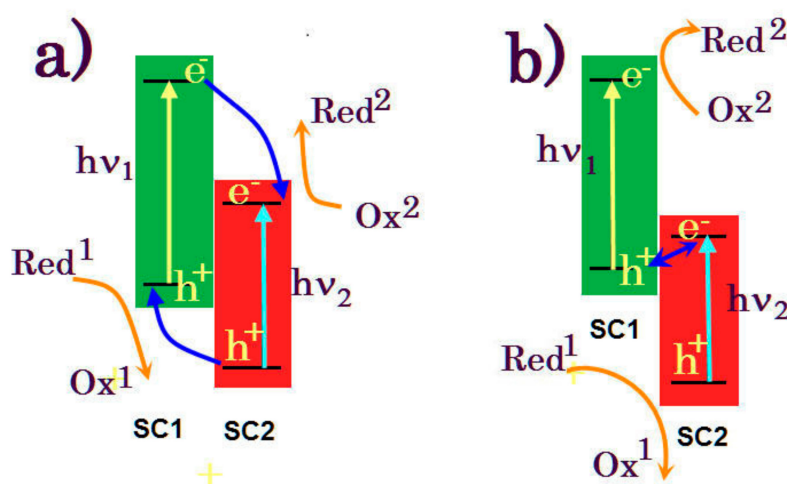 a)
e⁻
Red²
hν₁
e⁻
Ox²
Red¹
h⁺
hν₂
h⁺
Ox¹
SC1
SC2
b)
Red²
e⁻
Ox²
hν₁
e⁻
h⁺
hν₂
SC1
Red¹
h⁺
SC2
Ox¹